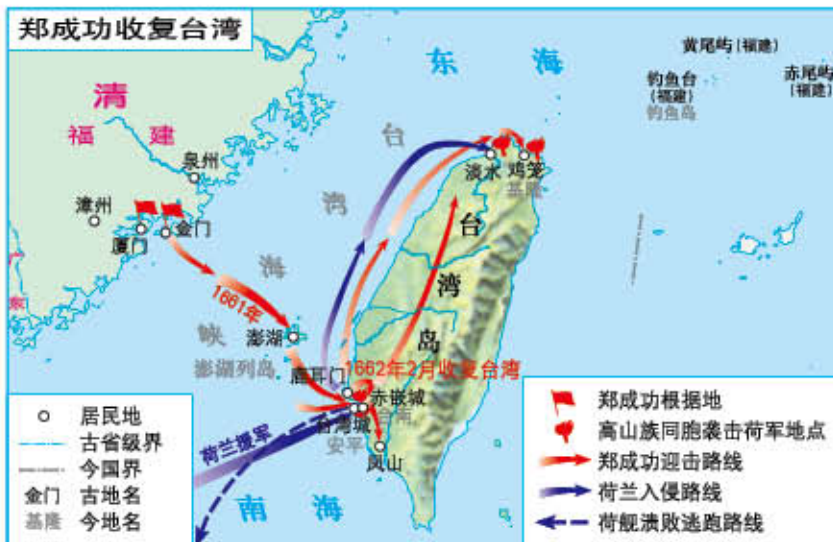 郑成功收复台湾
东 海
黄尾屿(福建)
赤尾屿
(福建)
钓鱼台
(福建)
钓鱼岛
清
福 建
泉州
漳州
厦门
金门
广东
台 湾 海 峡
淡水
鸡笼
基隆
台 湾 岛
1661年
澎湖
澎湖列岛
1662年2月收复台湾
鹿耳门
赤嵌城
台南
台湾城
安平
凤山
荷兰援军
南 海
居民地
古省级界
今国界
金门 古地名
基隆 今地名
郑成功根据地
高山族同胞袭击荷军地点
郑成功迎击路线
荷兰入侵路线
荷舰溃败逃跑路线